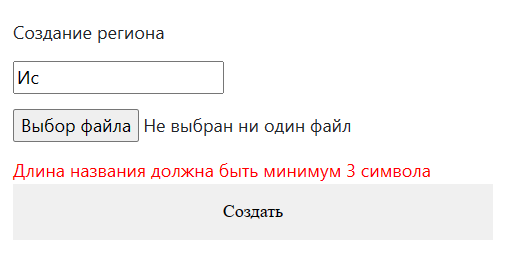 Создание региона
Ис
Выбор файла Не выбран ни один файл
Длина названия должна быть минимум 3 символа
Создать